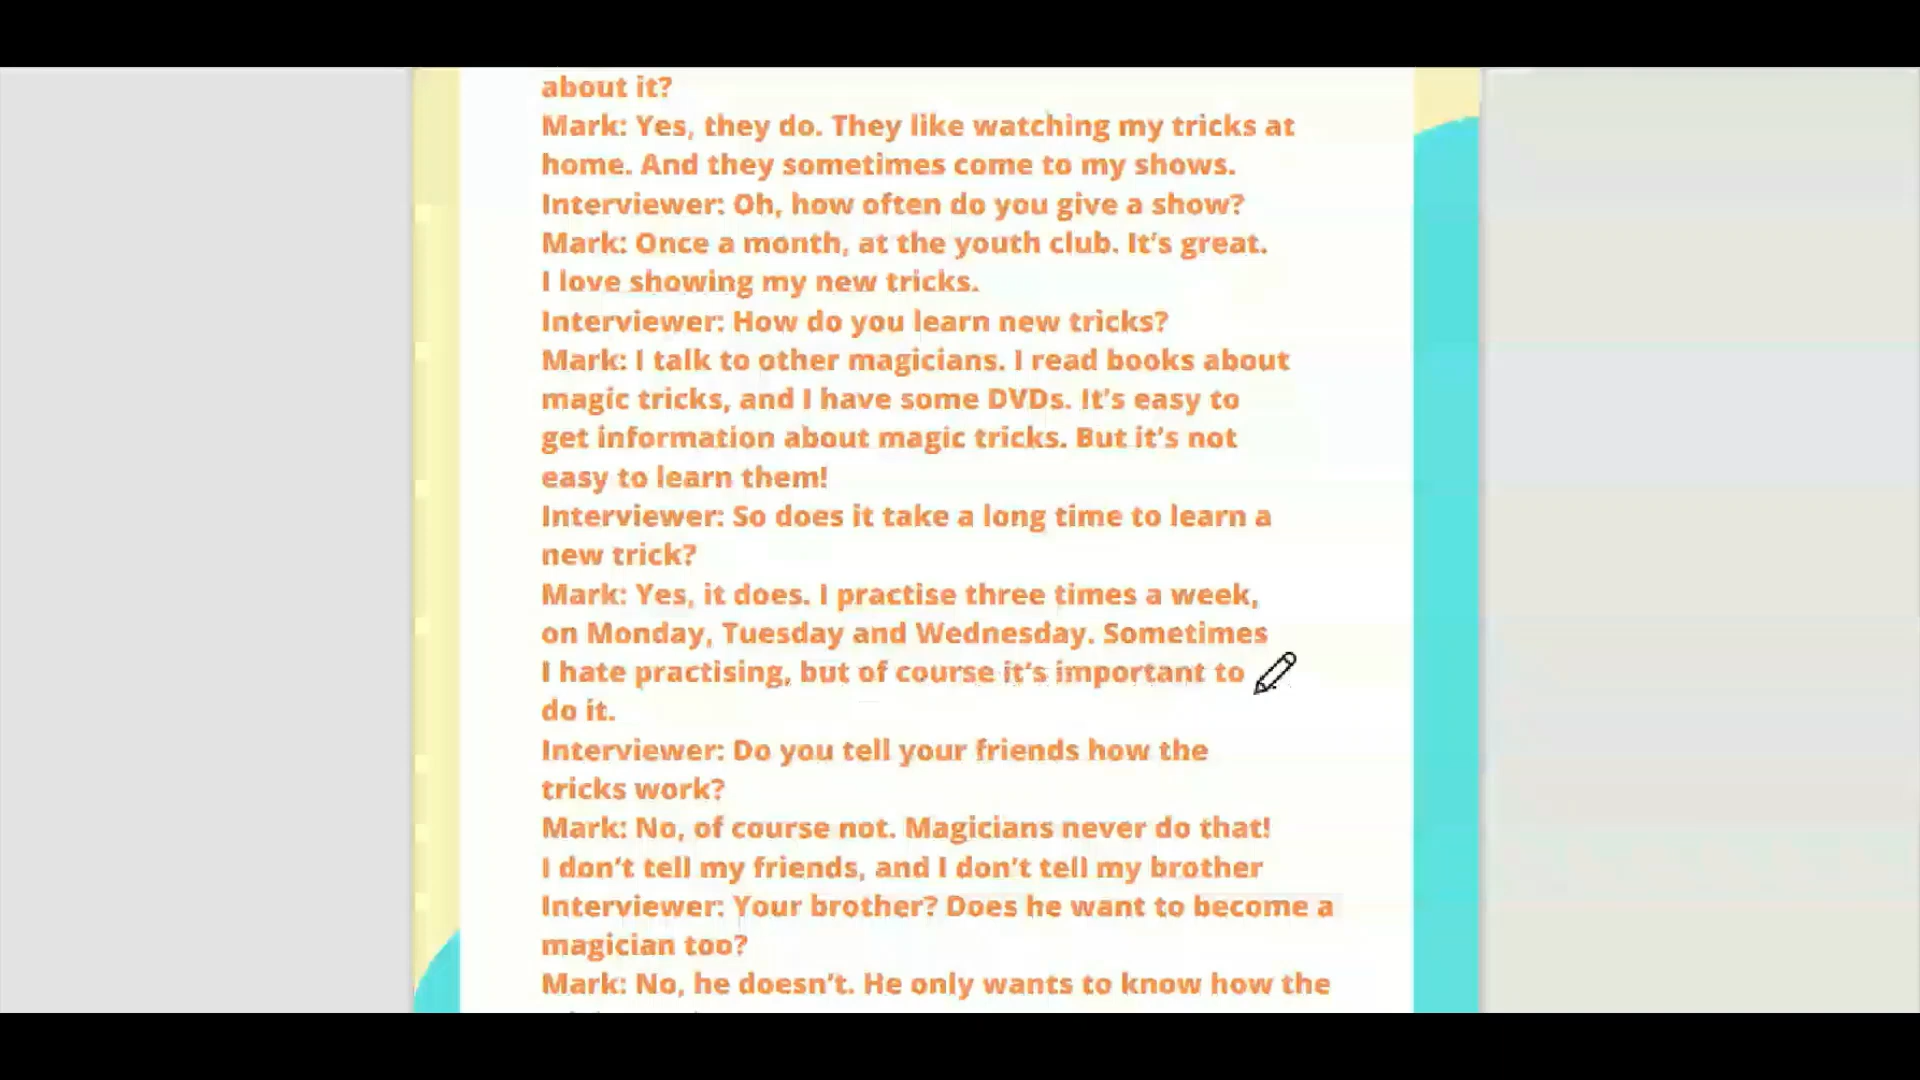 about it?
Mark: Yes, they do. They like watching my tricks at
home. And they sometimes come to my shows.
Interviewer: Oh, how often do you give a show?
Mark: Once a month, at the youth club. It's great.
I love showing my new tricks.
Interviewer: How do you learn new tricks?
Mark: I talk to other magicians. I read books about
magic tricks, and I have some DVDs. It's easy to
get information about magic tricks. But it's not
easy to learn them!
Interviewer: So does it take a long time to learn a
new trick?
Mark: Yes, it does. I practise three times a week,
on Monday, Tuesday and Wednesday. Sometimes
I hate practising, but of course it's important to
do it.
Interviewer: Do you tell your friends how the
tricks work?
Mark: No, of course not. Magicians never do that!
I don't tell my friends, and I don't tell my brother
Interviewer: Your brother? Does he want to become a
magician too?
Mark: No, he doesn't. He only wants to know how the